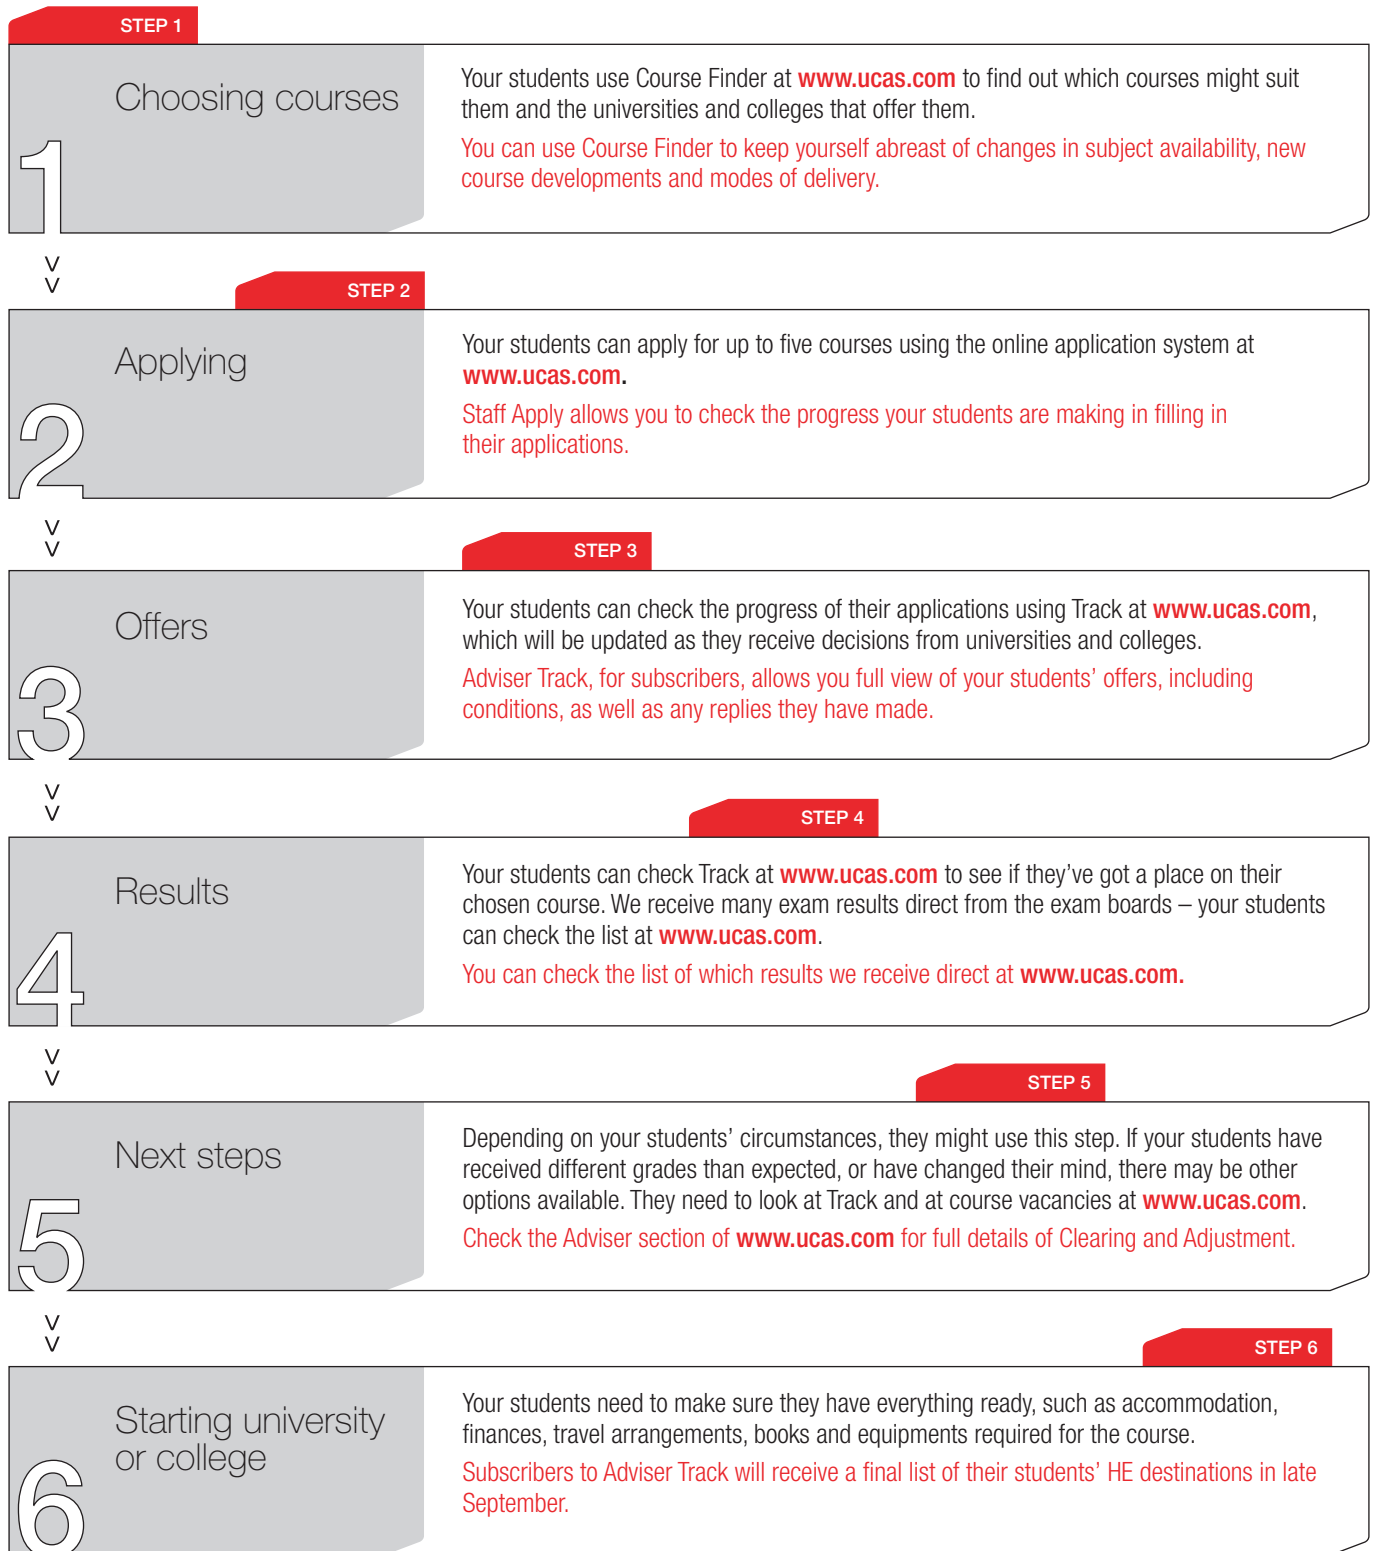 STEP 1
Choosing courses
1
Your students use Course Finder at www.ucas.com to find out which courses might suit
them and the universities and colleges that offer them.
You can use Course Finder to keep yourself abreast of changes in subject availability, new
course developments and modes of delivery.
>>
STEP 2
Applying
2
Your students can apply for up to five courses using the online application system at
www.ucas.com.
Staff Apply allows you to check the progress your students are making in filling in
their applications.
>>
STEP 3
Offers
3
Your students can check the progress of their applications using Track at www.ucas.com,
which will be updated as they receive decisions from universities and colleges.
Adviser Track, for subscribers, allows you full view of your students’ offers, including
conditions, as well as any replies they have made.
>>
STEP 4
Results
4
Your students can check Track at www.ucas.com to see if they’ve got a place on their
chosen course. We receive many exam results direct from the exam boards – your students
can check the list at www.ucas.com.
You can check the list of which results we receive direct at www.ucas.com.
>>
STEP 5
Next steps
5
Depending on your students’ circumstances, they might use this step. If your students have
received different grades than expected, or have changed their mind, there may be other
options available. They need to look at Track and at course vacancies at www.ucas.com.
Check the Adviser section of www.ucas.com for full details of Clearing and Adjustment.
>>
STEP 6
Starting university
or college
6
Your students need to make sure they have everything ready, such as accommodation,
finances, travel arrangements, books and equipments required for the course.
Subscribers to Adviser Track will receive a final list of their students’ HE destinations in late
September.